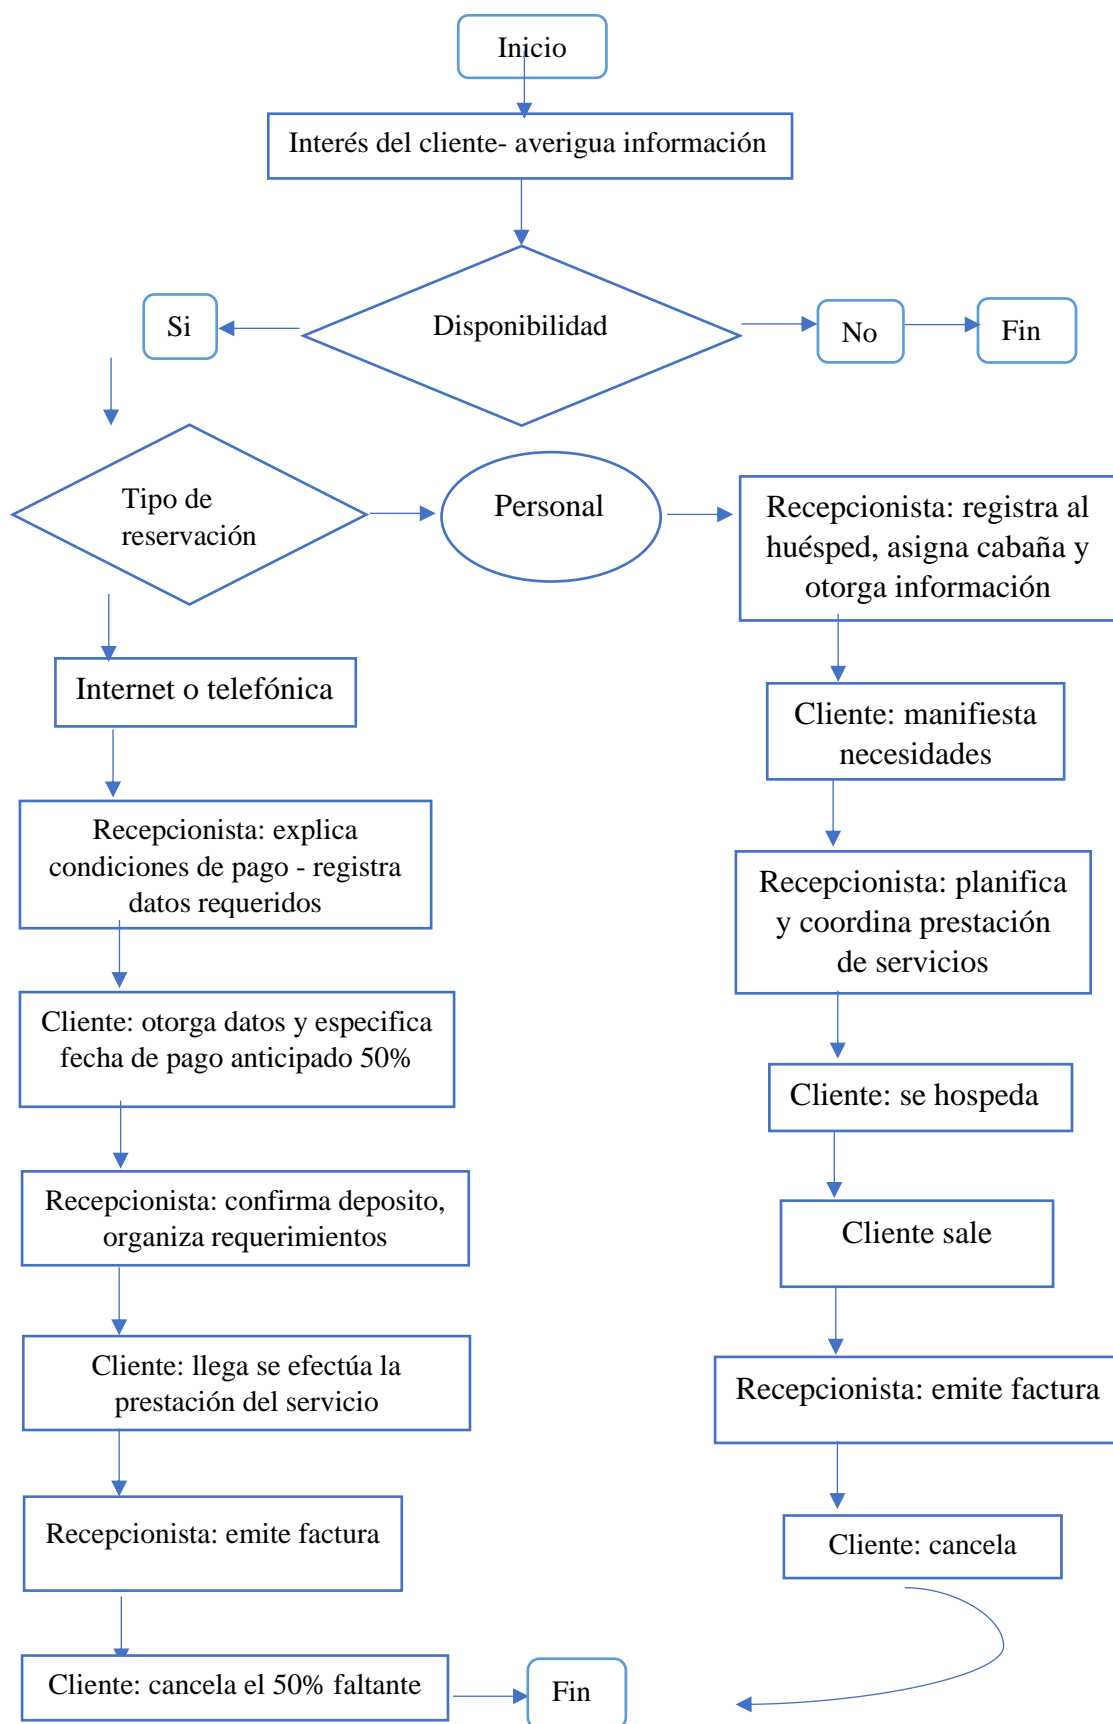 Inicio
Interés del cliente- averigua información
Disponibilidad
Si
No
Fin
Tipo de
reservación
Personal
Recepcionista: registra al
huésped, asigna cabaña y
otorga información
Internet o telefónica
Cliente: manifiesta
necesidades
Recepcionista: explica
condiciones de pago - registra
datos requeridos
Recepcionista: planifica
y coordina prestación
de servicios
Cliente: otorga datos y especifica
fecha de pago anticipado 50%
Cliente: se hospeda
Recepcionista: confirma deposito,
organiza requerimientos
Cliente sale
Cliente: llega se efectúa la
prestación del servicio
Recepcionista: emite factura
Recepcionista: emite factura
Cliente: cancela
Cliente: cancela el 50% faltante
Fin